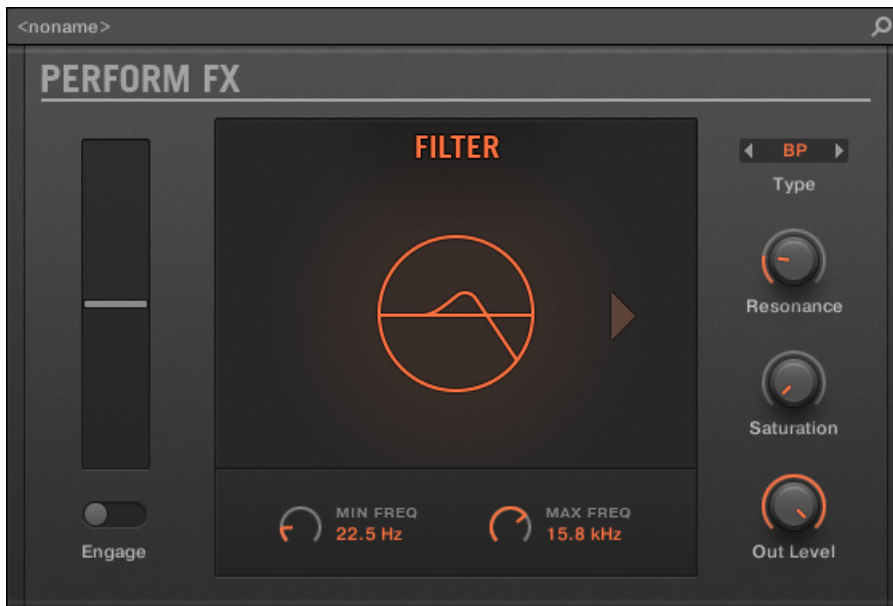 <noname>
PERFORM FX
FILTER
BP
Type
Resonance
Saturation
MIN FREQ
22.5 Hz
MAX FREQ
15.8 kHz
Engage
Out Level